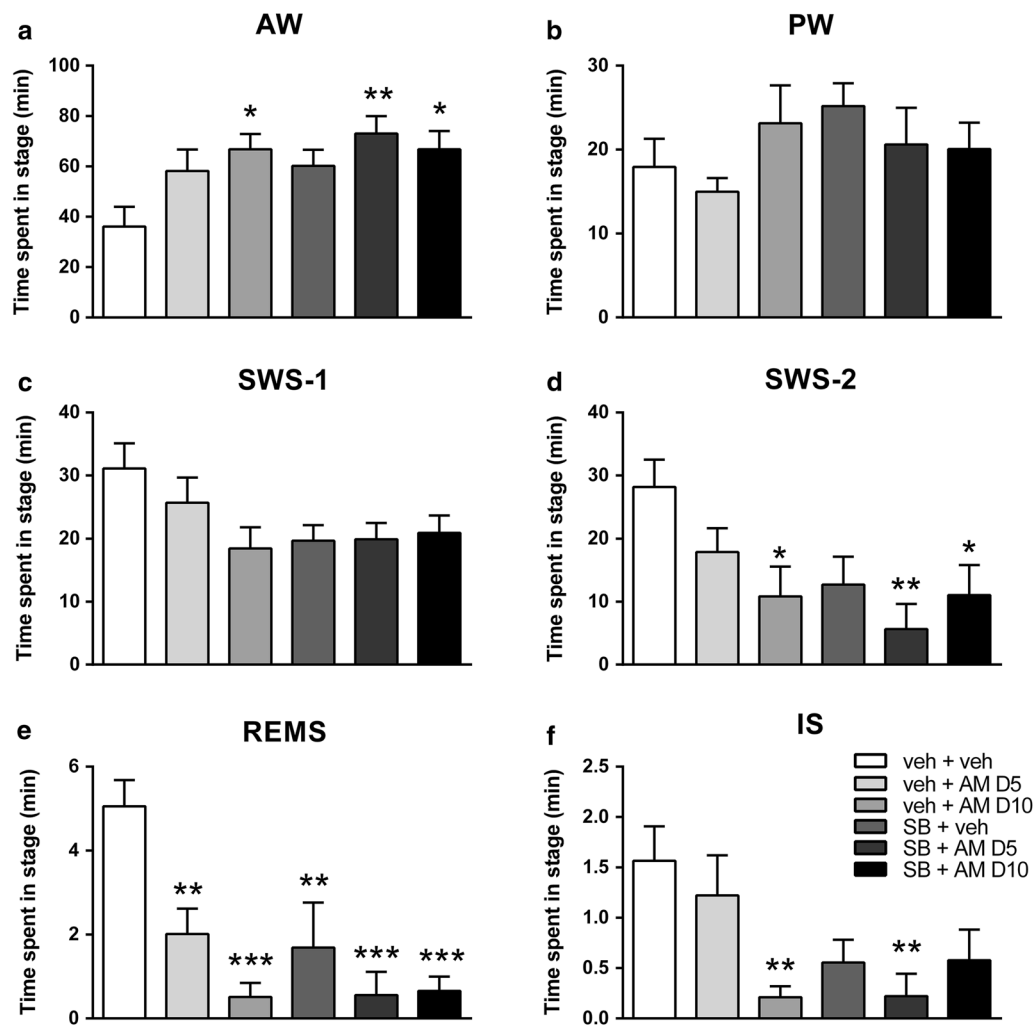 a
AW
Time spent in stage (min)
100
80
60
40
20
0
*
**
*
b
PW
Time spent in stage (min)
30
20
10
0
c
SWS-1
Time spent in stage (min)
40
30
20
10
0
d
SWS-2
Time spent in stage (min)
40
30
20
10
0
*
**
*
e
REMS
Time spent in stage (min)
6
4
2
0
**
***
**
***
***
f
IS
Time spent in stage (min)
2.5
2.0
1.5
1.0
0.5
0.0
**
**
veh + veh
veh + AM D5
veh + AM D10
SB + veh
SB + AM D5
SB + AM D10